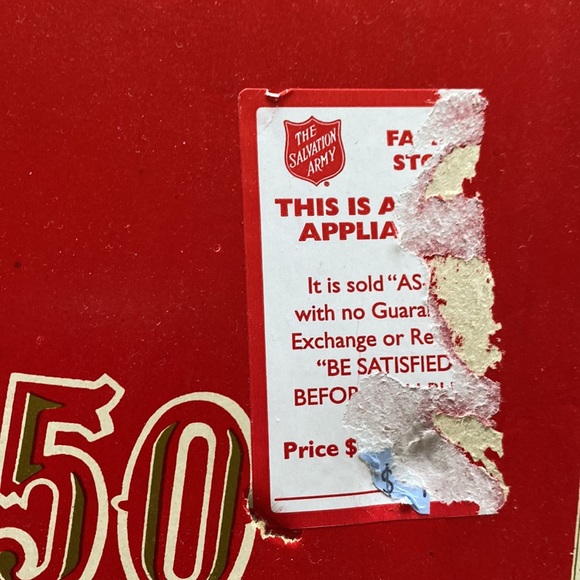 THE
SALVATION
ARMY
FA
STO
THIS IS A
APPLIA
It is sold "AS-
with no Guara
Exchange or Re
"BE SATISFIED
BEFOR
Price $
$
50